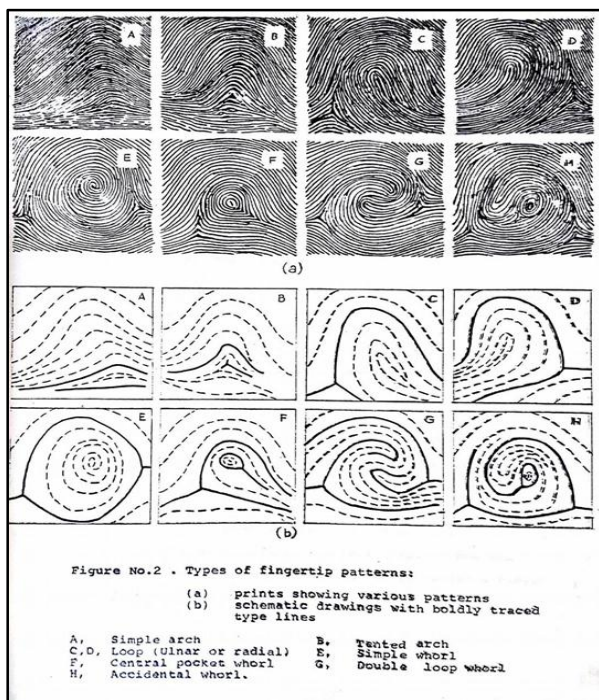 A B C D
E F G H
(a)
A B C D
E F G H
(b)
Figure No.2 . Types of fingertip patterns:
(a) prints showing various patterns
(b) schematic drawings with boldly traced
type lines
A, Simple arch B, Tented arch
C,D, Loop (Ulnar or radial) E, Simple whorl
F, Central pocket whorl G, Double loop whorl
H, Accidental whorl.